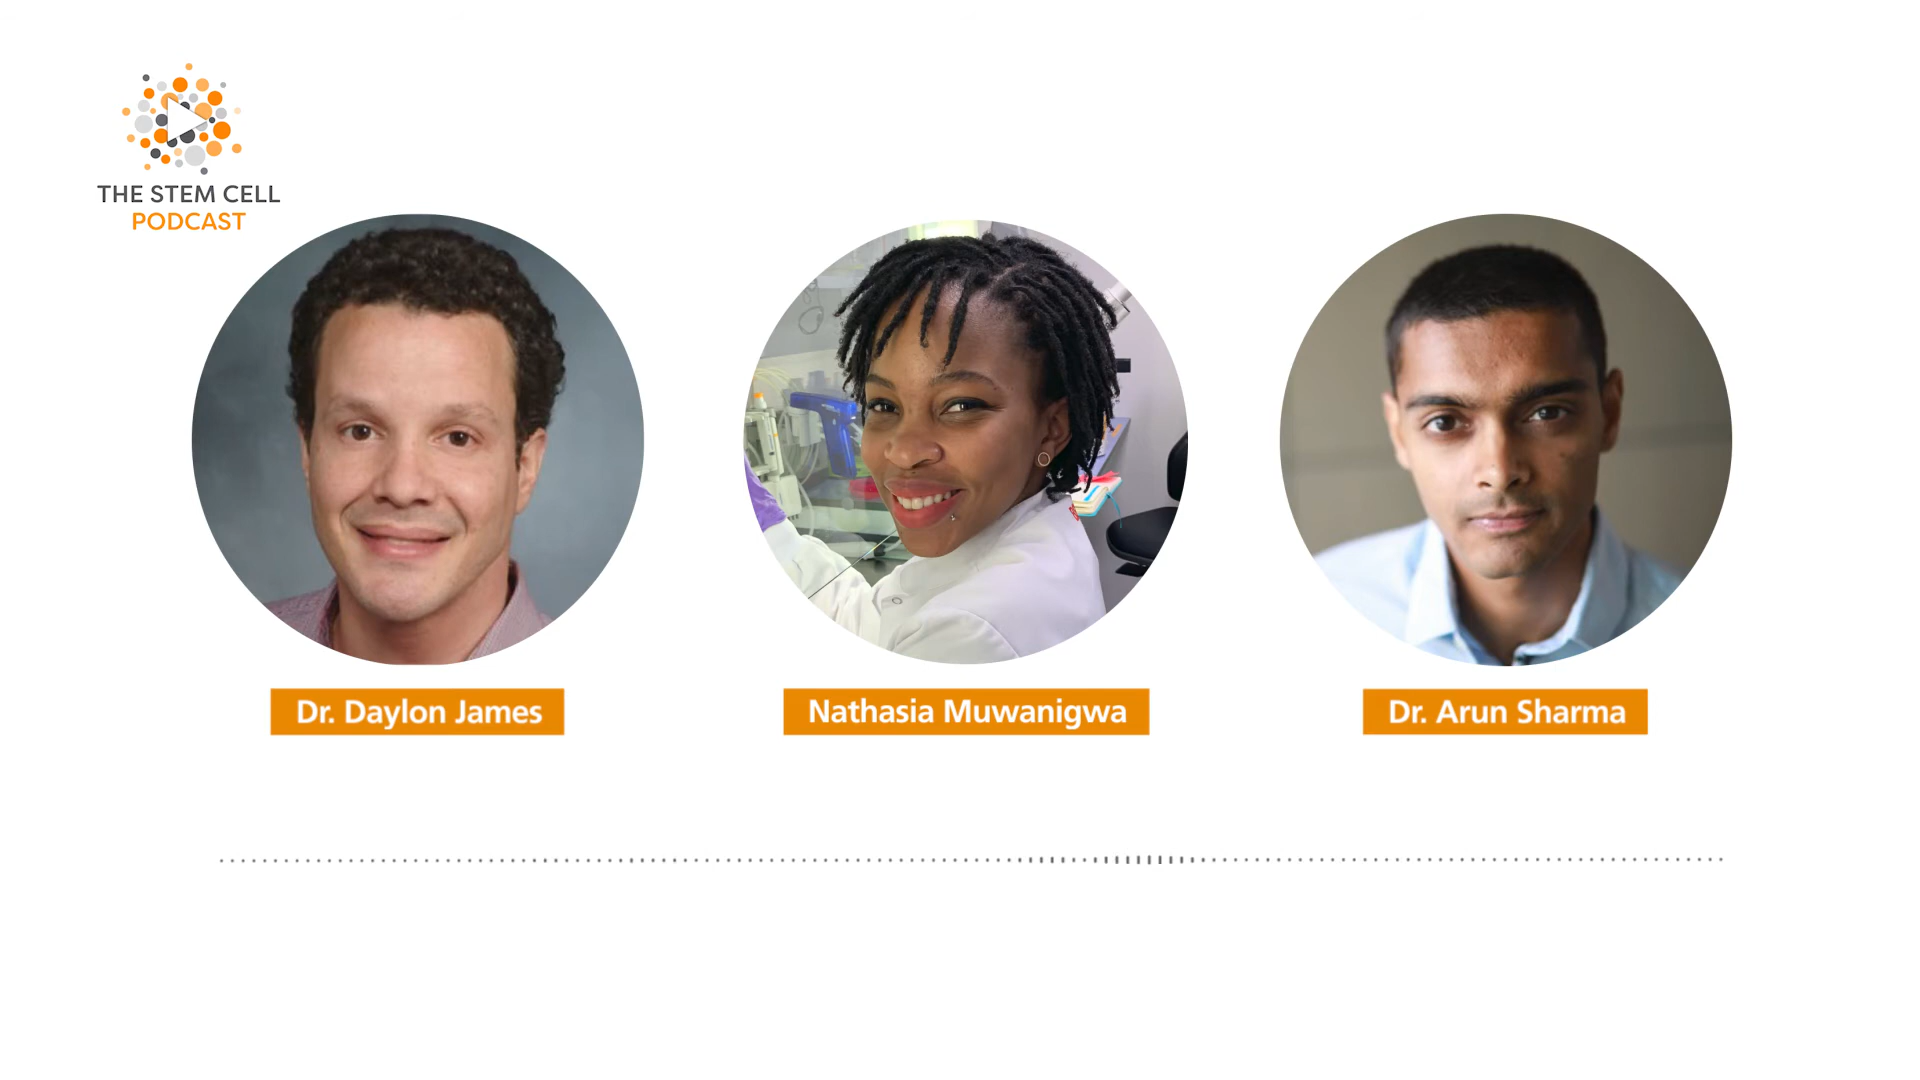 THE STEM CELL
PODCAST
Dr. Daylon James
Nathasia Muwanigwa
Dr. Arun Sharma